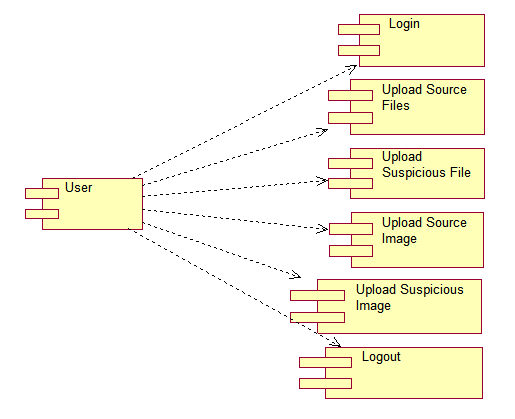 Login
Upload Source
Files
Upload
Suspicious File
User
Upload Source
Image
Upload Suspicious
Image
Logout